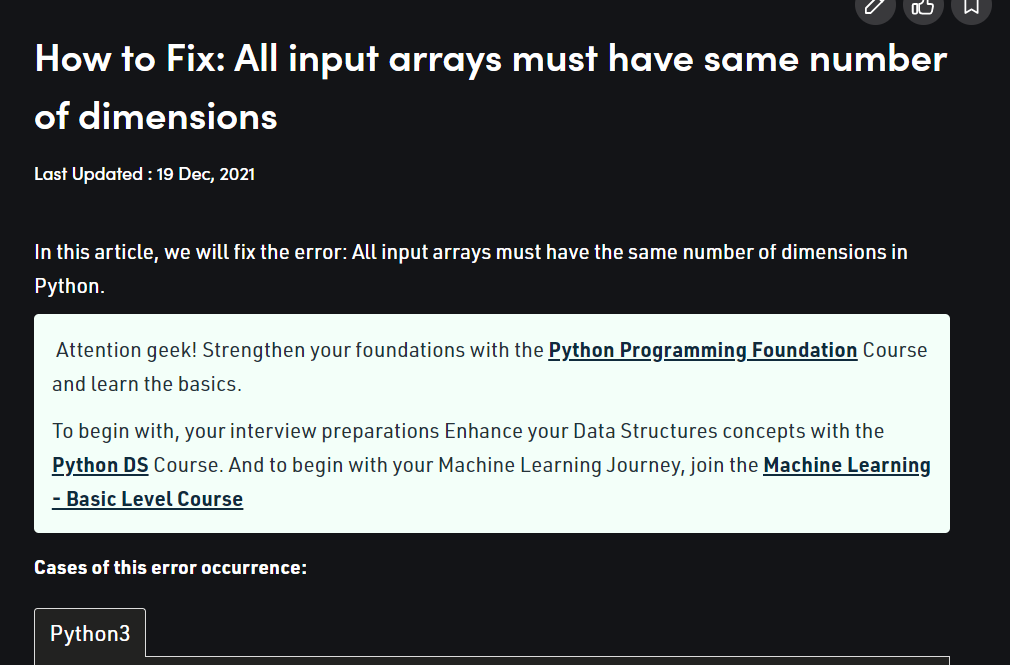 How to Fix: All input arrays must have same number
of dimensions
Last Updated : 19 Dec, 2021
In this article, we will fix the error: All input arrays must have the same number of dimensions in
Python.
Attention geek! Strengthen your foundations with the Python Programming Foundation Course
and learn the basics.
To begin with, your interview preparations Enhance your Data Structures concepts with the
Python DS Course. And to begin with your Machine Learning Journey, join the Machine Learning
- Basic Level Course
Cases of this error occurrence:
Python3